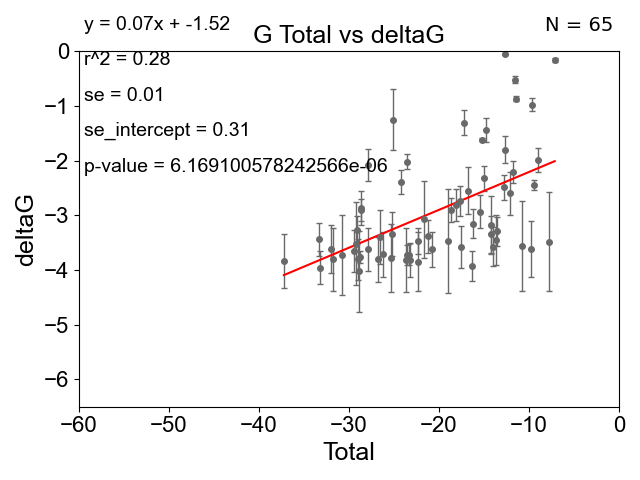 y = 0.07x + -1.52
N = 65
G Total vs deltaG
r^2 = 0.28
se = 0.01
se_intercept = 0.31
p-value = 6.169100578242566e-06
0
−1
−2
−3
−4
−5
−6
deltaG
−60 −50 −40 −30 −20 −10 0
Total